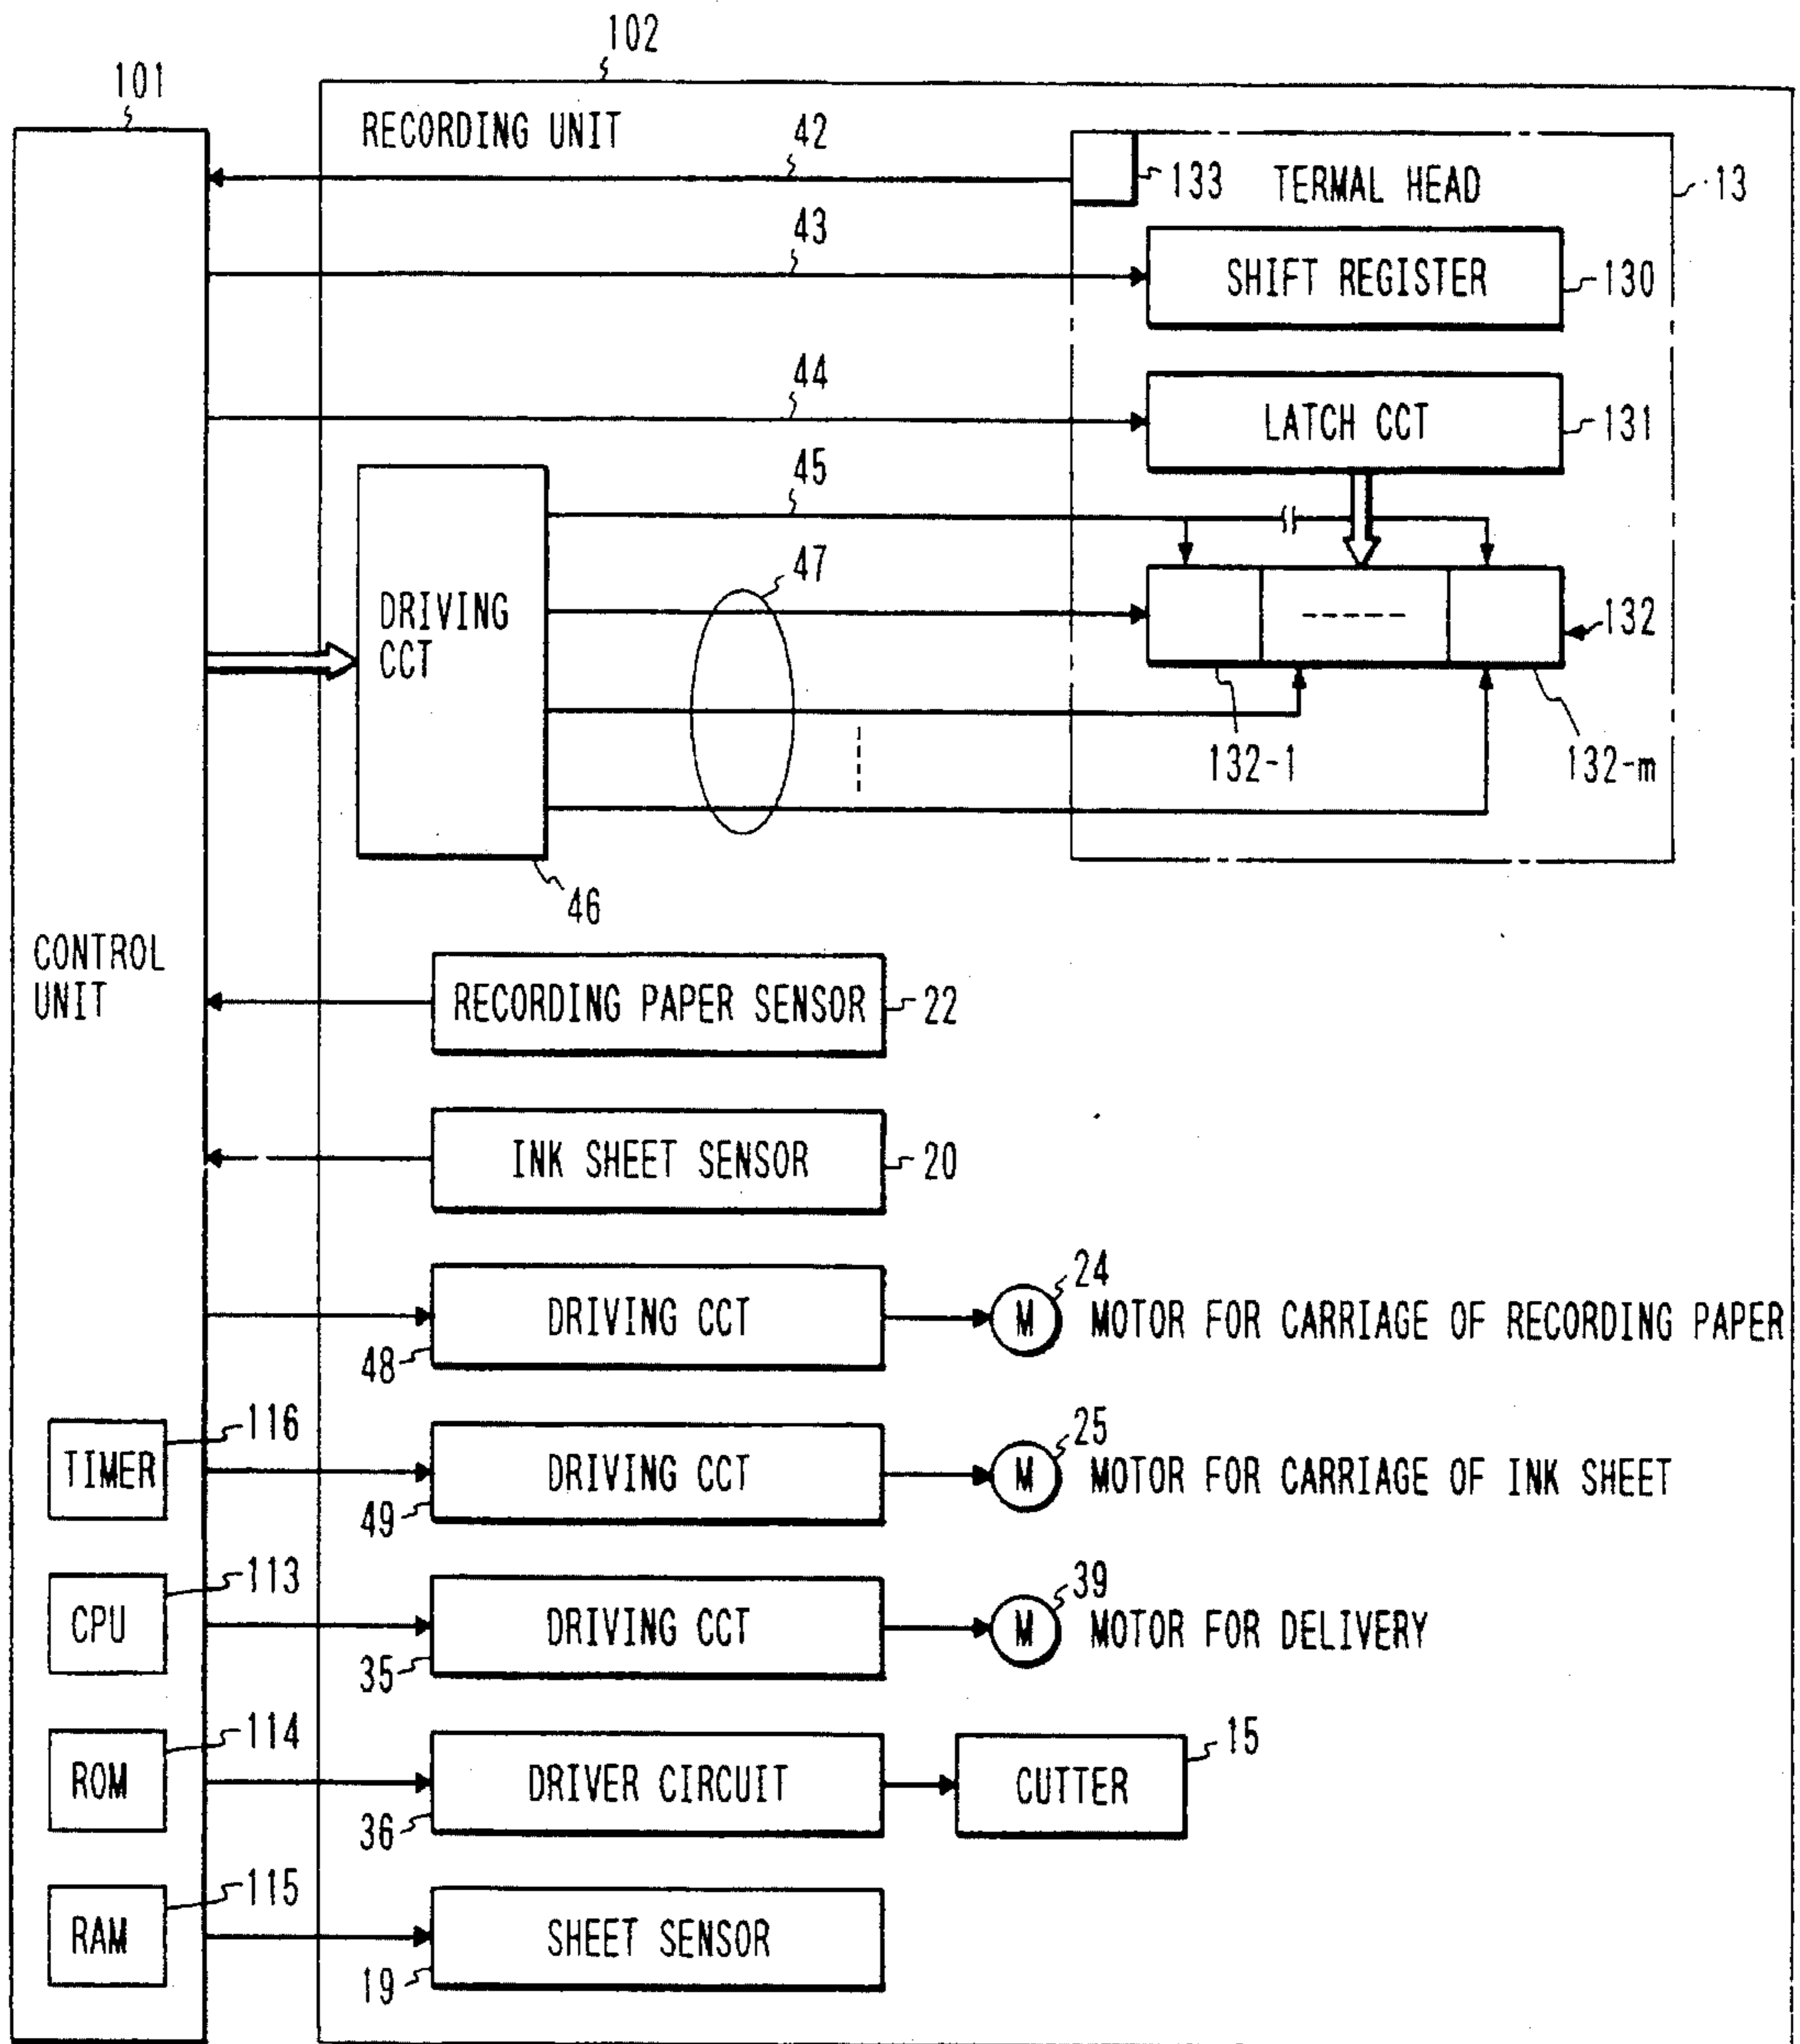 102
101
RECORDING UNIT
42
133
TERMAL HEAD
13
43
SHIFT REGISTER
130
44
LATCH CCT
131
45
47
DRIVING
CCT
132
132-1
132-m
46
CONTROL
UNIT
RECORDING PAPER SENSOR
22
INK SHEET SENSOR
20
24
DRIVING CCT
M
MOTOR FOR CARRIAGE OF RECORDING PAPER
48
116
25
TIMER
DRIVING CCT
M
MOTOR FOR CARRIAGE OF INK SHEET
49
113
39
CPU
DRIVING CCT
M
MOTOR FOR DELIVERY
35
114
15
ROM
DRIVER CIRCUIT
CUTTER
36
115
RAM
SHEET SENSOR
19